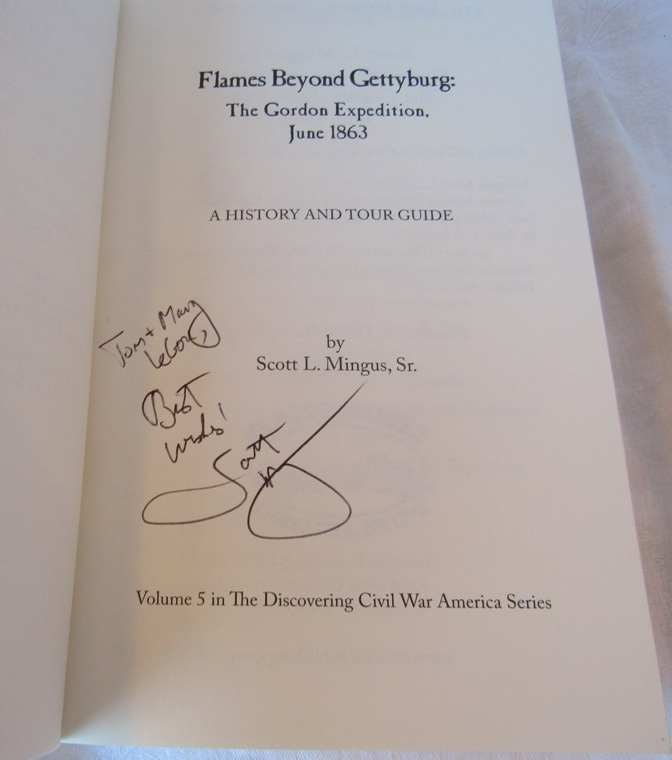 Flames Beyond Gettyburg:
The Gordon Expedition,
June 1863
A HISTORY AND TOUR GUIDE
Tom + Mary
by
Scott L. Mingus, Sr.
Best
wishes!
Scott
Volume 5 in The Discovering Civil War America Series